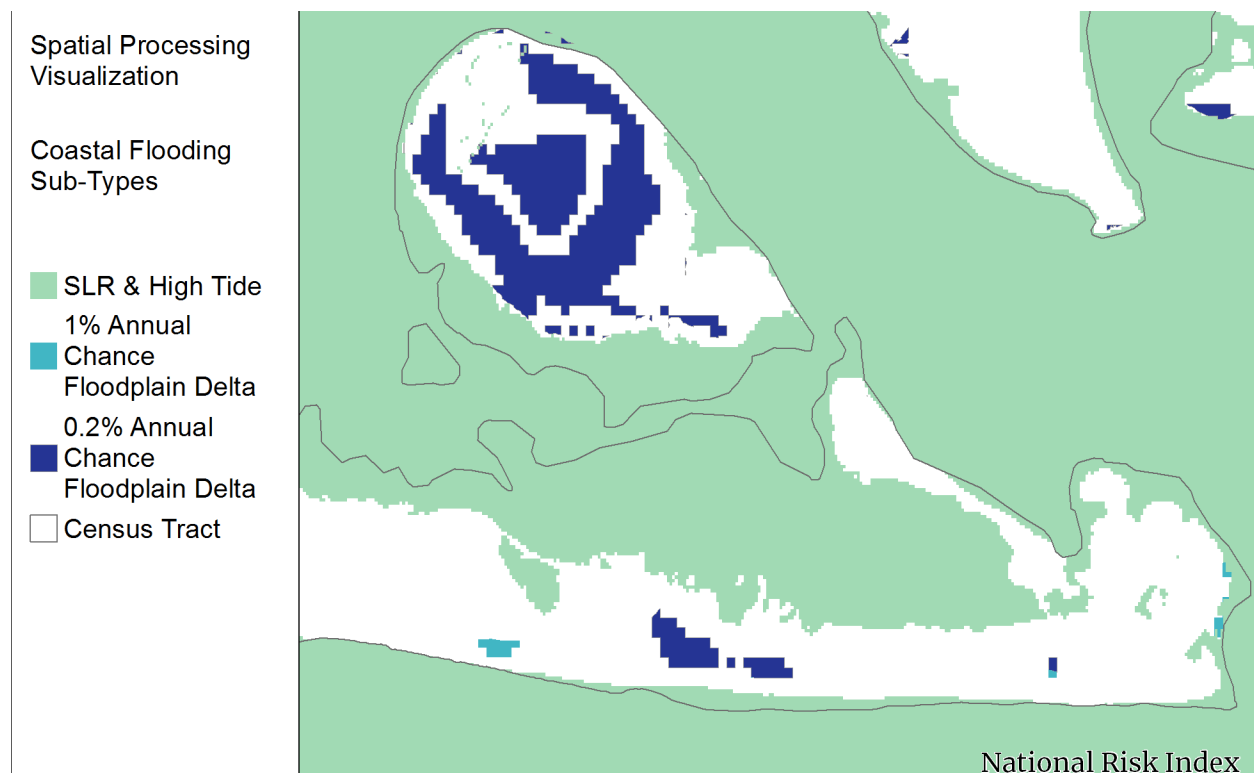 Spatial Processing
Visualization
Coastal Flooding
Sub-Types
SLR & High Tide
1% Annual
Chance
Floodplain Delta
0.2% Annual
Chance
Floodplain Delta
Census Tract
National Risk Index